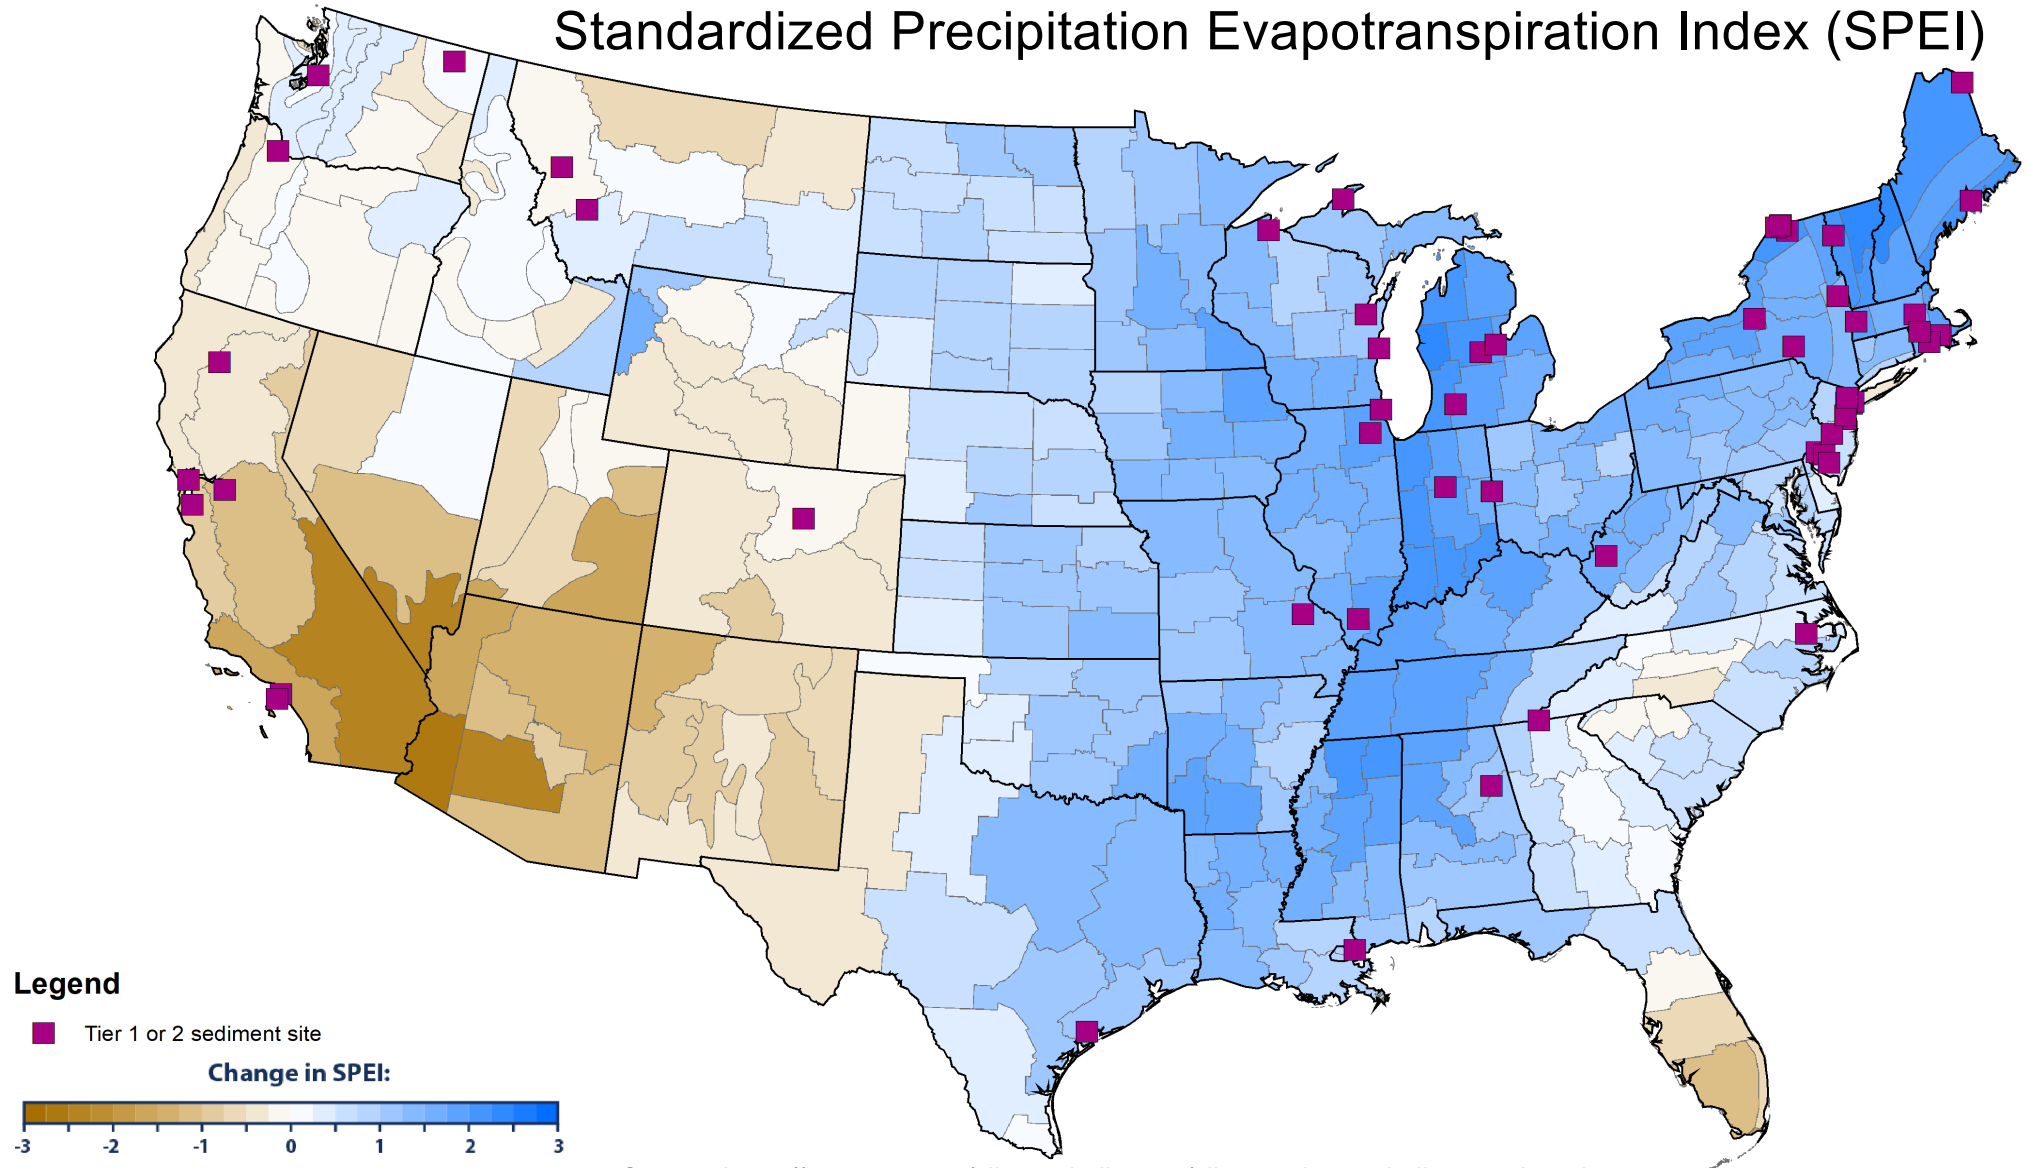 Standardized Precipitation Evapotranspiration Index (SPEI)
Legend
Tier 1 or 2 sediment site
Change in SPEI:
-3 -2 -1 0 1 2 3